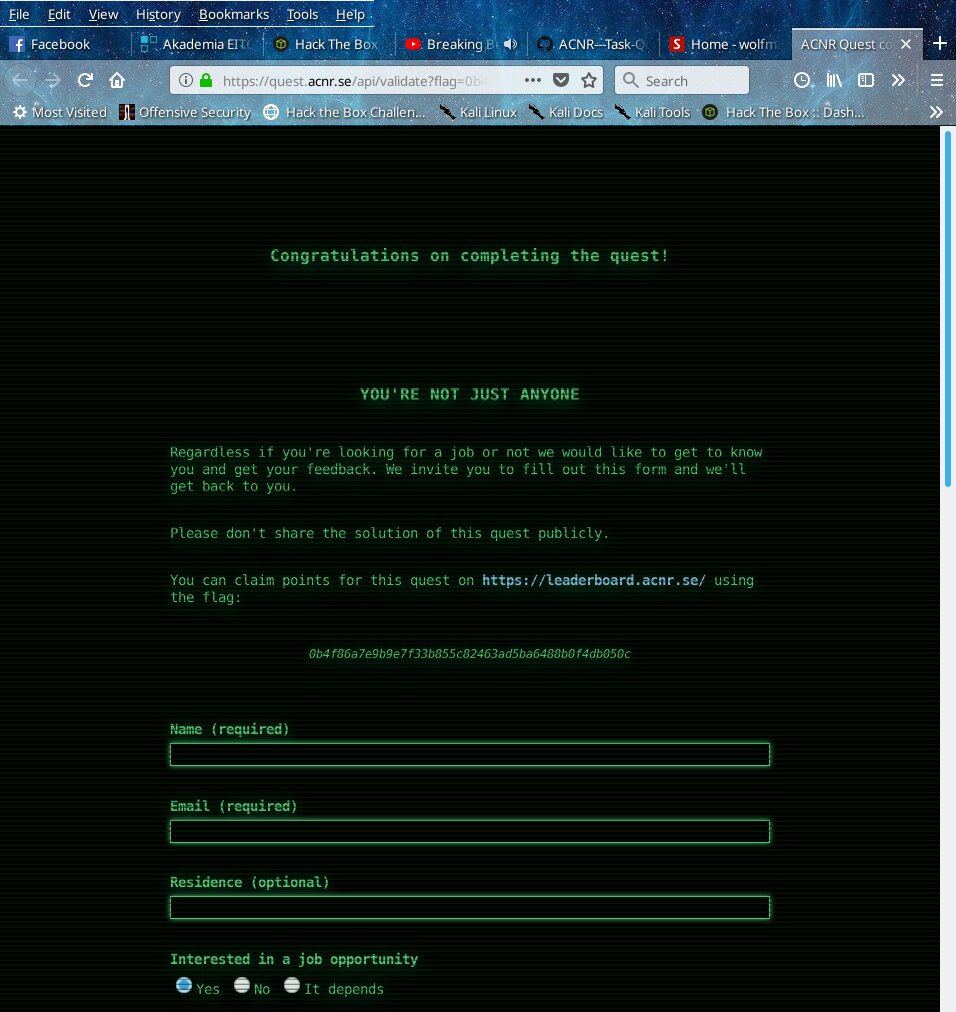 File Edit View History Bookmarks Tools Help
Facebook Akademia EITC Hack The Box Breaking B ACNR--Task-Q Home - wolfm ACNR Quest co
https://quest.acnr.se/api/validate?flag=0b4 Search
Most Visited Offensive Security Hack the Box Challen... Kali Linux Kali Docs Kali Tools Hack The Box :: Dash...
Congratulations on completing the quest!
YOU'RE NOT JUST ANYONE
Regardless if you're looking for a job or not we would like to get to know
you and get your feedback. We invite you to fill out this form and we'll
get back to you.
Please don't share the solution of this quest publicly.
You can claim points for this quest on https://leaderboard.acnr.se/ using
the flag:
0b4f86a7e9b9e7f33b855c82463ad5ba6488b0f4db050c
Name (required)
Email (required)
Residence (optional)
Interested in a job opportunity
Yes No It depends